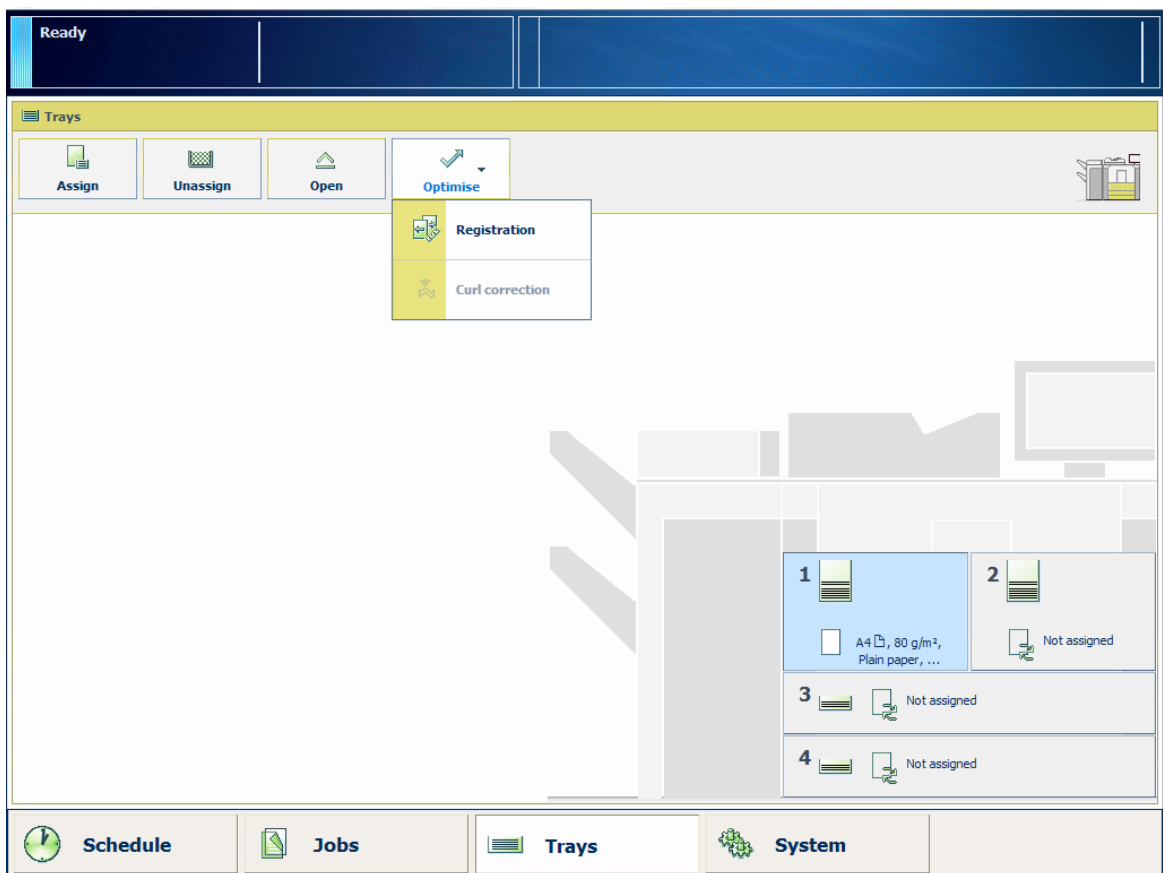 Ready
Trays
Assign
Unassign
Open
Optimise
Registration
Curl correction
1
A4 , 80 g/m²,
Plain paper, ...
2
Not assigned
3
Not assigned
4
Not assigned
Schedule
Jobs
Trays
System